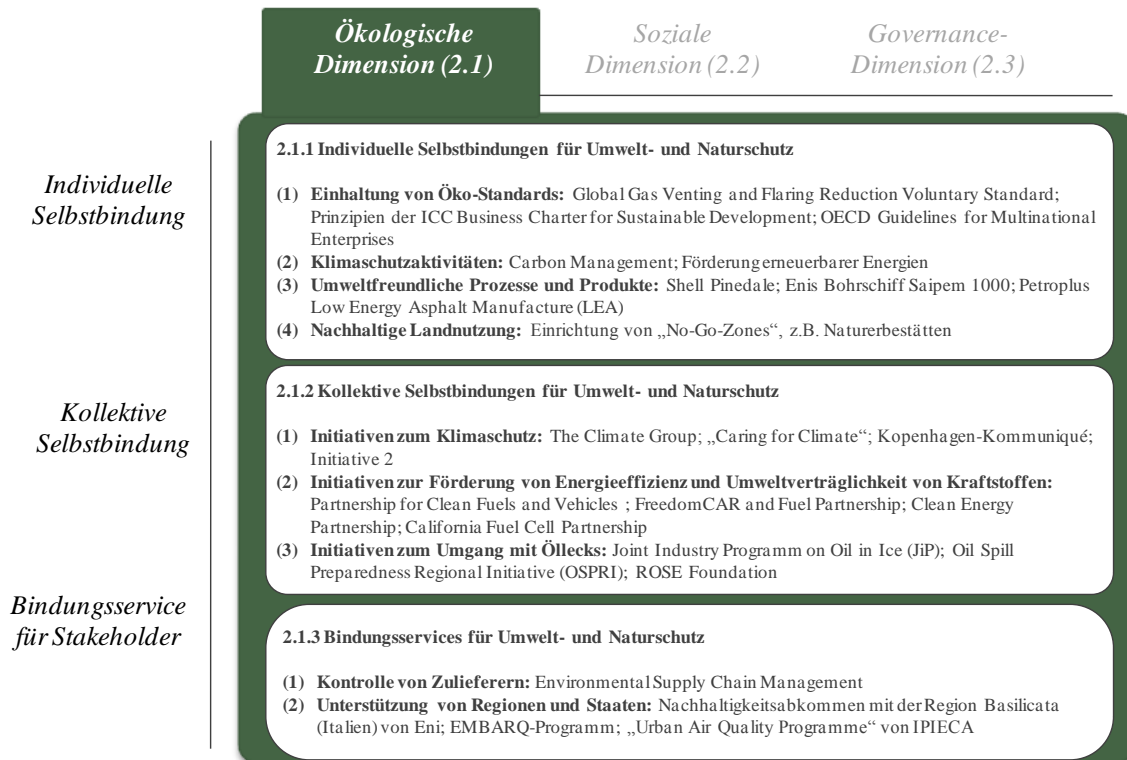 Ökologische
Dimension (2.1)
Soziale
Dimension (2.2)
Governance-
Dimension (2.3)
Individuelle
Selbstbindung
2.1.1 Individuelle Selbstbindungen für Umwelt- und Naturschutz
(1) Einhaltung von Öko-Standards: Global Gas Venting and Flaring Reduction Voluntary Standard;
Prinzipien der ICC Business Charter for Sustainable Development; OECD Guidelines for Multinational
Enterprises
(2) Klimaschutzaktivitäten: Carbon Management; Förderung erneuerbarer Energien
(3) Umweltfreundliche Prozesse und Produkte: Shell Pinedale; Enis Bohrschiff Saipem 1000; Petroplus
Low Energy Asphalt Manufacture (LEA)
(4) Nachhaltige Landnutzung: Einrichtung von „No-Go-Zones“, z.B. Naturerbestätten
Kollektive
Selbstbindung
2.1.2 Kollektive Selbstbindungen für Umwelt- und Naturschutz
(1) Initiativen zum Klimaschutz: The Climate Group; „Caring for Climate“; Kopenhagen-Kommuniqué;
Initiative 2
(2) Initiativen zur Förderung von Energieeffizienz und Umweltverträglichkeit von Kraftstoffen:
Partnership for Clean Fuels and Vehicles ; FreedomCAR and Fuel Partnership; Clean Energy
Partnership; California Fuel Cell Partnership
(3) Initiativen zum Umgang mit Öllecks: Joint Industry Programm on Oil in Ice (JiP); Oil Spill
Preparedness Regional Initiative (OSPRI); ROSE Foundation
Bindungsservice
für Stakeholder
2.1.3 Bindungsservices für Umwelt- und Naturschutz
(1) Kontrolle von Zulieferern: Environmental Supply Chain Management
(2) Unterstützung von Regionen und Staaten: Nachhaltigkeitsabkommen mit der Region Basilicata
(Italien) von Eni; EMBARQ-Programm; „Urban Air Quality Programme“ von IPIECA